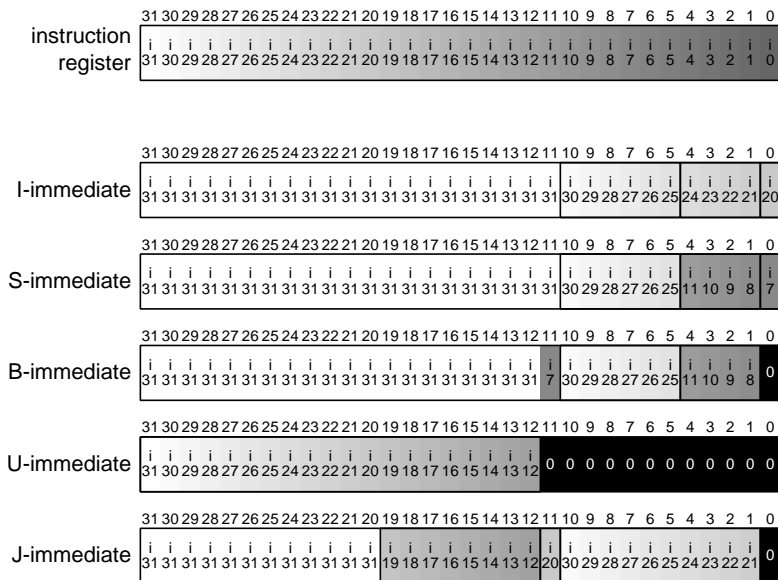 31 30 29 28 27 26 25 24 23 22 21 20 19 18 17 16 15 14 13 12 11 10 9 8 7 6 5 4 3 2 1 0
instruction register
i i i i i i i i i i i i i i i i i i i i i i i i i i i i i i i i
31 30 29 28 27 26 25 24 23 22 21 20 19 18 17 16 15 14 13 12 11 10 9 8 7 6 5 4 3 2 1 0
31 30 29 28 27 26 25 24 23 22 21 20 19 18 17 16 15 14 13 12 11 10 9 8 7 6 5 4 3 2 1 0
I-immediate
i i i i i i i i i i i i i i i i i i i i i i i i i i i i i i i i
31 31 31 31 31 31 31 31 31 31 31 31 31 31 31 31 31 31 31 31 31 30 29 28 27 26 25 24 23 22 21 20
31 30 29 28 27 26 25 24 23 22 21 20 19 18 17 16 15 14 13 12 11 10 9 8 7 6 5 4 3 2 1 0
S-immediate
i i i i i i i i i i i i i i i i i i i i i i i i i i i i i i i i
31 31 31 31 31 31 31 31 31 31 31 31 31 31 31 31 31 31 31 31 31 30 29 28 27 26 25 11 10 9 8 7
31 30 29 28 27 26 25 24 23 22 21 20 19 18 17 16 15 14 13 12 11 10 9 8 7 6 5 4 3 2 1 0
B-immediate
i i i i i i i i i i i i i i i i i i i i i i i i i i i i i i i
31 31 31 31 31 31 31 31 31 31 31 31 31 31 31 31 31 31 31 31 7 30 29 28 27 26 25 11 10 9 8 0
31 30 29 28 27 26 25 24 23 22 21 20 19 18 17 16 15 14 13 12 11 10 9 8 7 6 5 4 3 2 1 0
U-immediate
i i i i i i i i i i i i i i i i i i i i
31 30 29 28 27 26 25 24 23 22 21 20 19 18 17 16 15 14 13 12 0 0 0 0 0 0 0 0 0 0 0 0
31 30 29 28 27 26 25 24 23 22 21 20 19 18 17 16 15 14 13 12 11 10 9 8 7 6 5 4 3 2 1 0
J-immediate
i i i i i i i i i i i i i i i i i i i i i i i i i i i i i i i
31 31 31 31 31 31 31 31 31 31 31 31 19 18 17 16 15 14 13 12 20 30 29 28 27 26 25 24 23 22 21 0